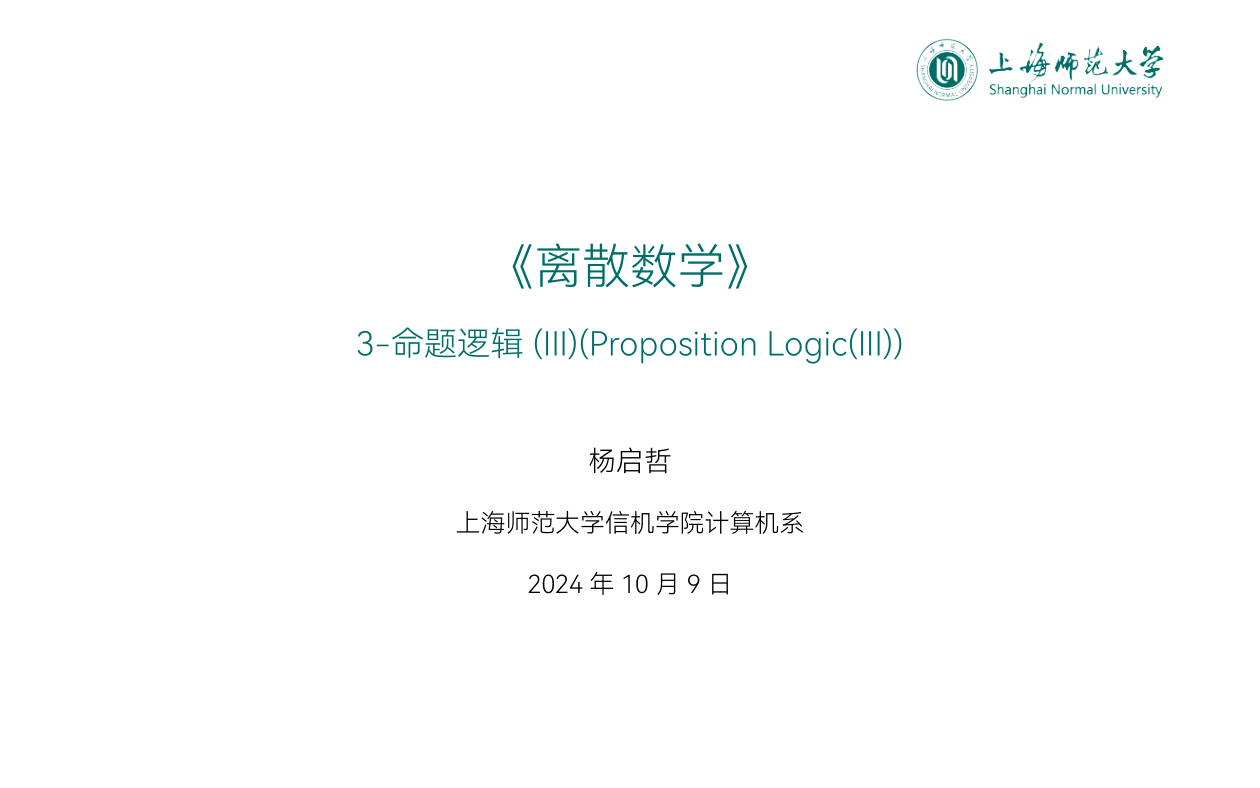 上海师范大学
Shanghai Normal University
《离散数学》
3-命题逻辑 (III)(Proposition Logic(III))
杨启哲
上海师范大学信机学院计算机系
2024 年 10 月 9 日